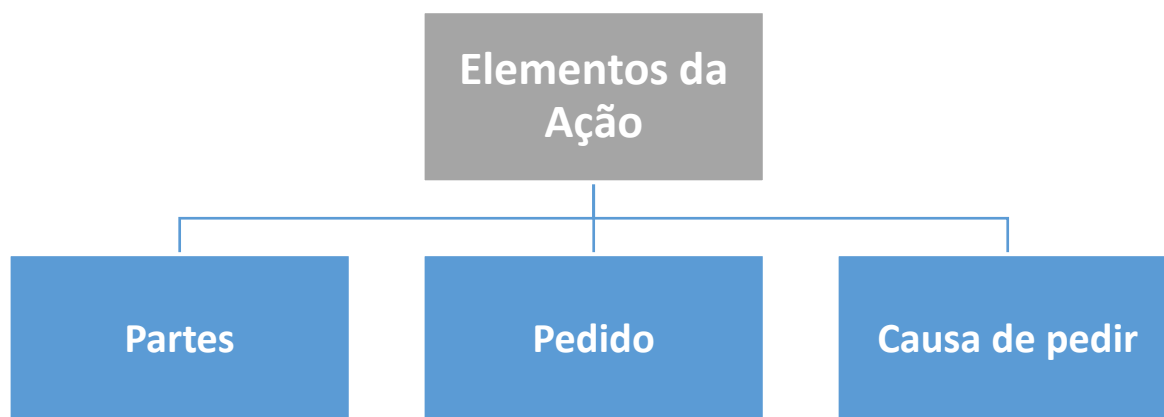 Elementos da
Ação
Partes
Pedido
Causa de pedir